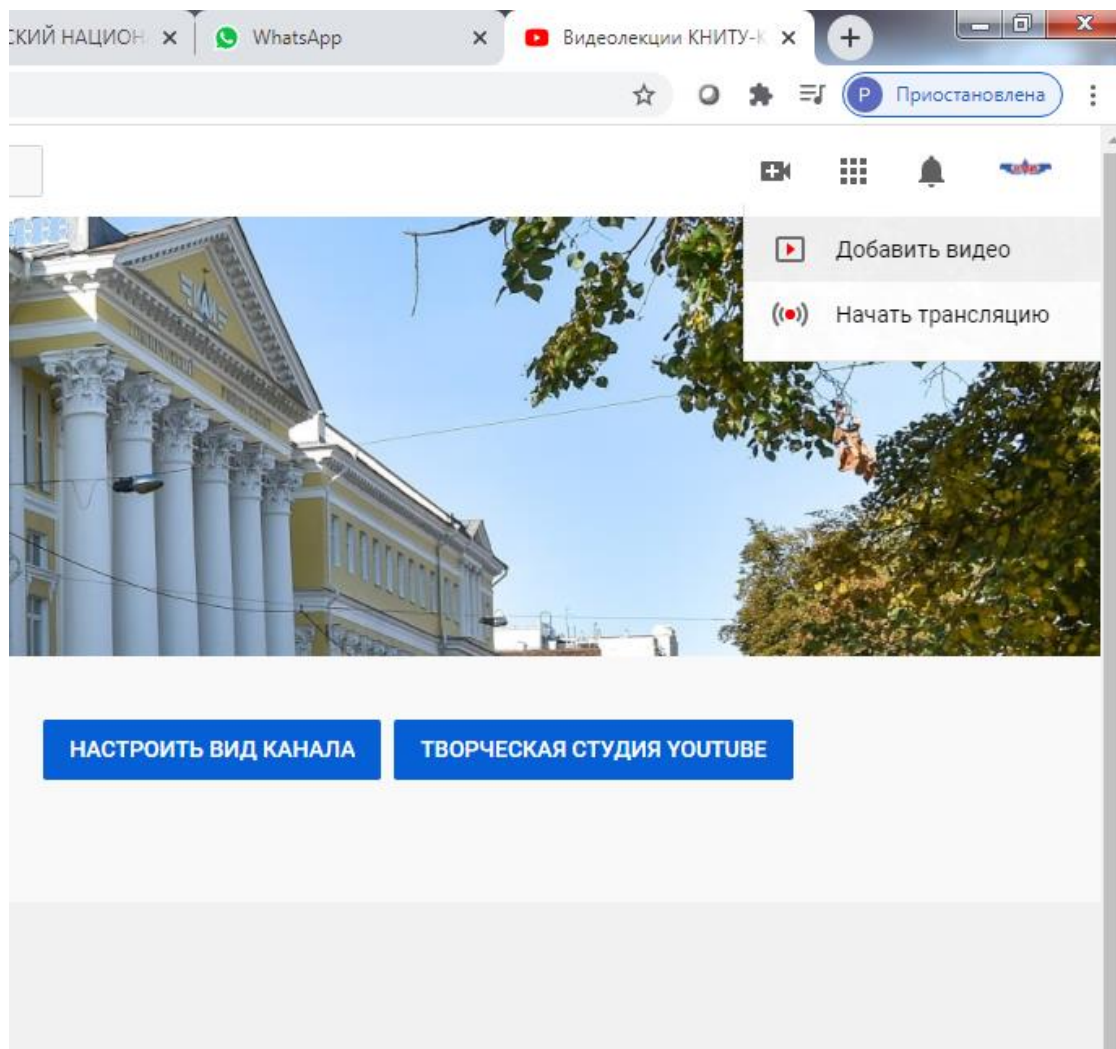 СКИЙ НАЦИОН
WhatsApp
Видеолекции КНИТУ-К
Приостановлена
P
Добавить видео
Начать трансляцию
НАСТРОИТЬ ВИД КАНАЛА
ТВОРЧЕСКАЯ СТУДИЯ YOUTUBE